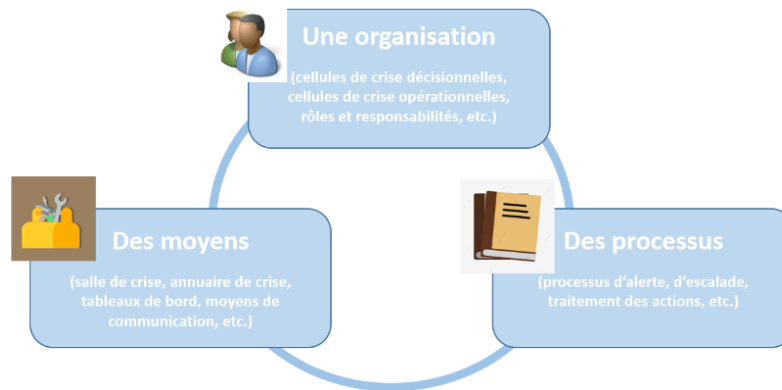 Une organisation
(cellules de crise décisionnelles,
cellules de crise opérationnelles,
rôles et responsabilités, etc.)
Des moyens
(salle de crise, annuaire de crise,
tableaux de bord, moyens de
communication, etc.)
Des processus
(processus d'alerte, d'escalade,
traitement des actions, etc.)